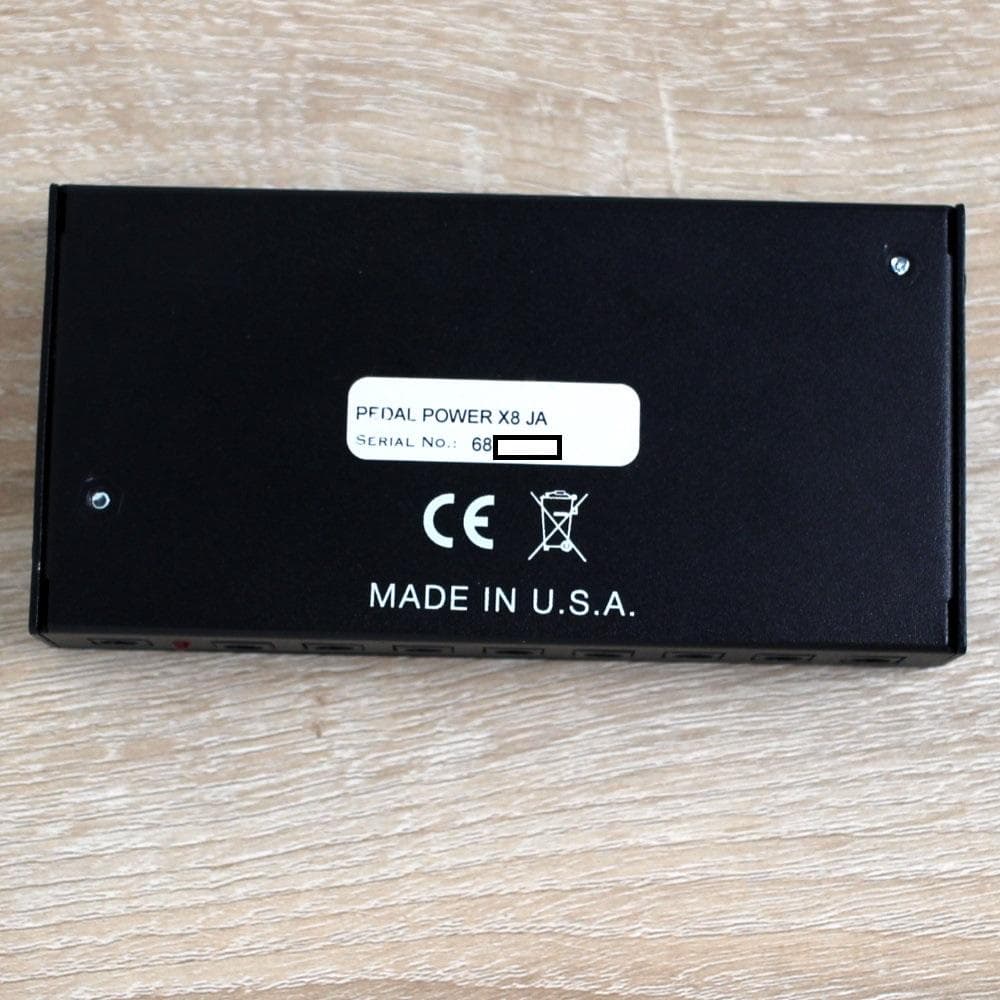 PEDAL POWER X8 JA
SERIAL NO.: 68
CE
MADE IN U.S.A.